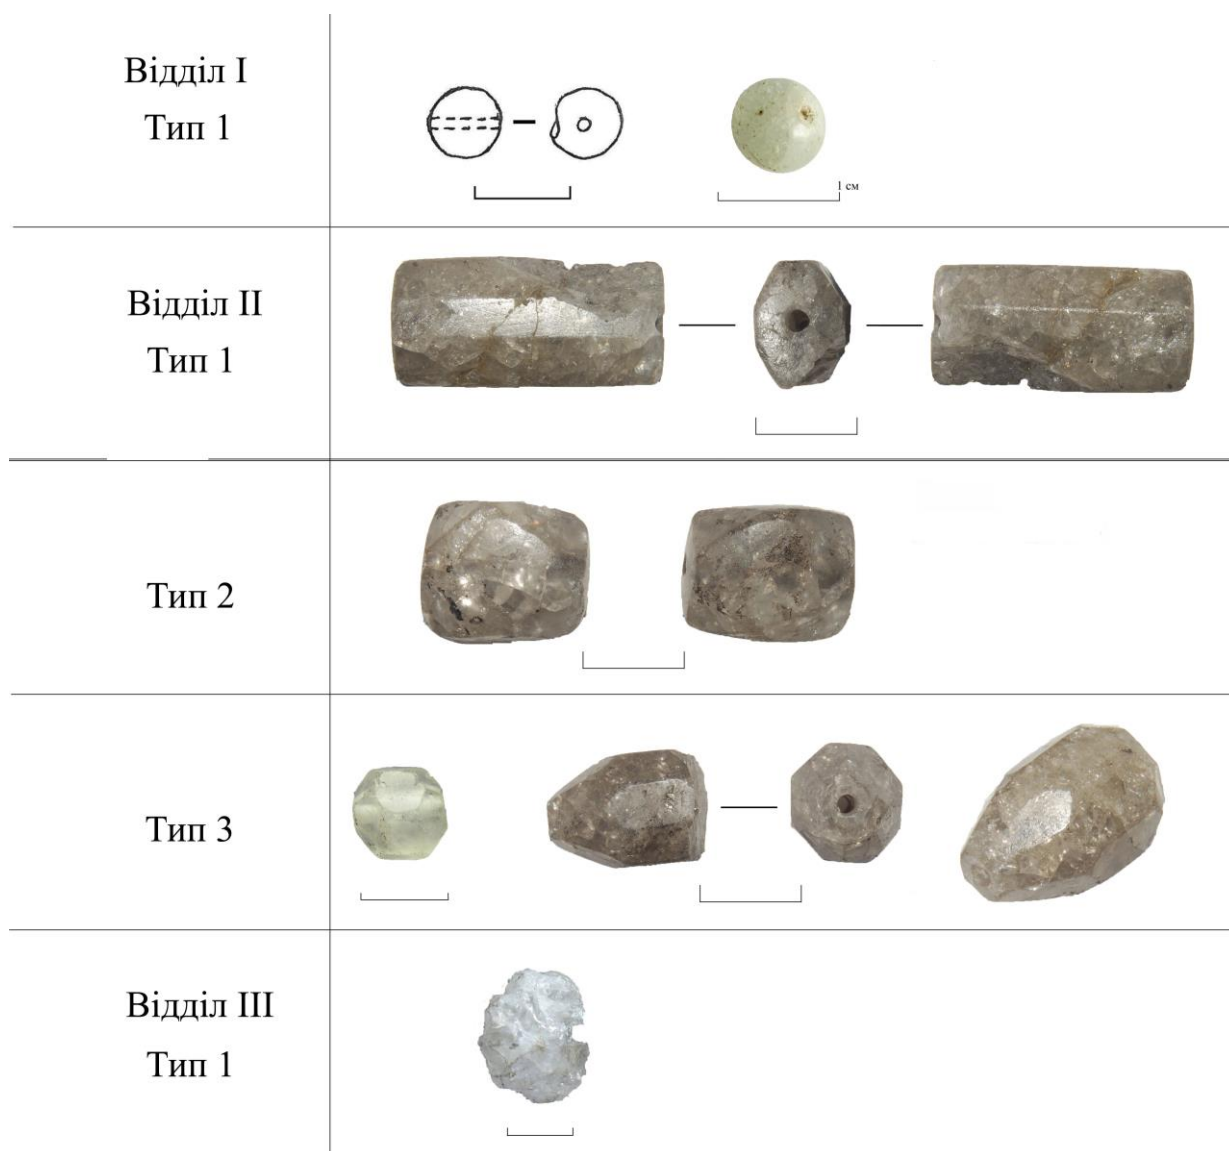 Відділ I
Тип 1
1 см
Відділ II
Тип 1
Тип 2
Тип 3
Відділ III
Тип 1